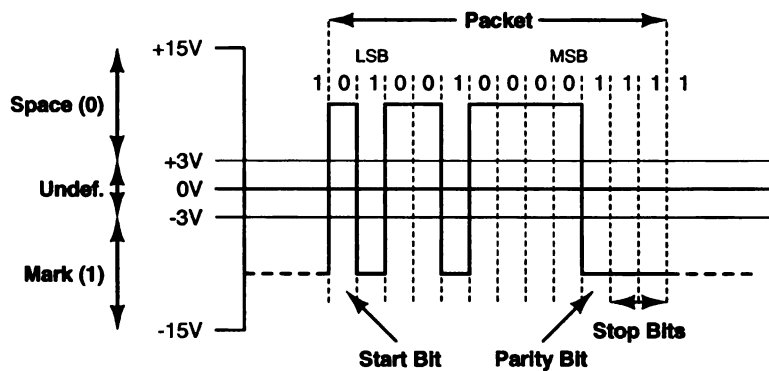 Packet
+15V
LSB MSB
1 0 1 0 0 1 0 0 0 0 1 1 1 1
Space (0)
+3V
Undef. 0V
-3V
Mark (1)
-15V
Start Bit Parity Bit Stop Bits